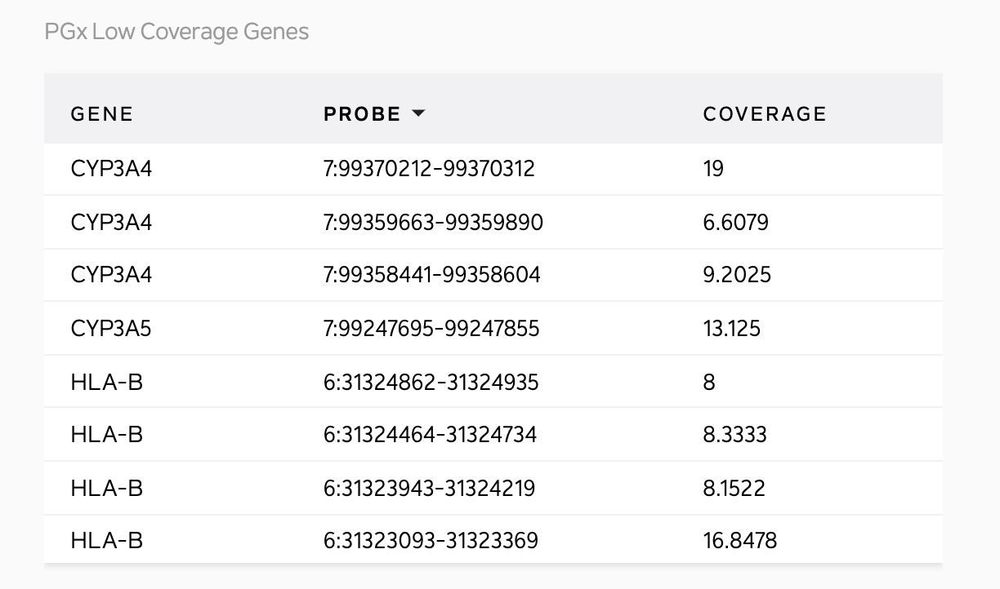 PGx Low Coverage Genes
GENE PROBE COVERAGE
CYP3A4 7:99370212-99370312 19
CYP3A4 7:99359663-99359890 6.6079
CYP3A4 7:99358441-99358604 9.2025
CYP3A5 7:99247695-99247855 13.125
HLA-B 6:31324862-31324935 8
HLA-B 6:31324464-31324734 8.3333
HLA-B 6:31323943-31324219 8.1522
HLA-B 6:31323093-31323369 16.8478